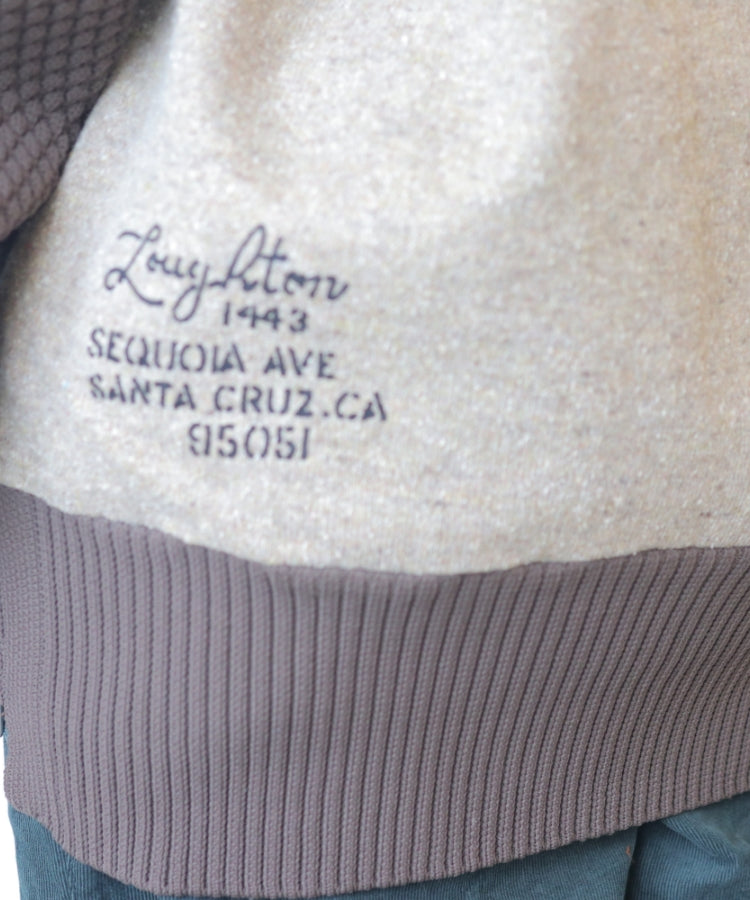 Loughton
1443
SEQUOIA AVE
SANTA CRUZ.CA
95051